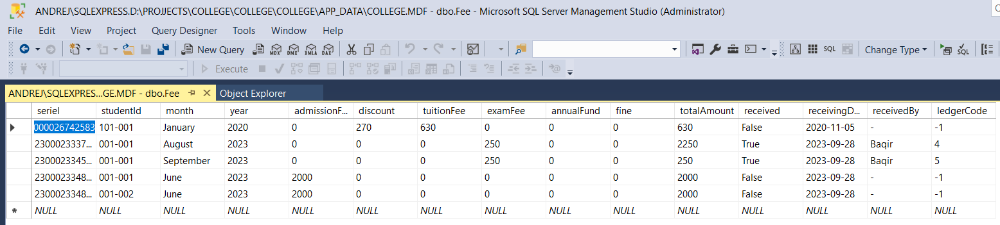 ANDREJ\SQLEXPRESS.D:\PROJJECTS\COLLEGE\COLLEGE\COLLEGE\APP_DATA\COLLEGE.MDF - dbo.Fee - Microsoft SQL Server Management Studio (Administrator)
File Edit View Project Query Designer Tools Window Help
New Query MDX DMX XMLA DAX SQL Change Type SQL
Execute
ANDREJ\SQLEXPRES...GE.MDF - dbo.Fee Object Explorer
seriel studentId month year admissionF... discount tuitionFee examFee annualFund fine totalAmount received receivingD... receivedBy ledgerCode
000026742583 101-001 January 2020 0 270 630 0 0 0 630 False 2020-11-05 - -1
2300023337... 001-001 August 2023 0 0 0 250 0 0 2250 True 2023-09-28 Baqir 4
2300023345... 001-001 September 2023 0 0 0 250 0 0 250 True 2023-09-28 Baqir 5
2300023348... 001-001 June 2023 2000 0 0 0 0 0 2000 False 2023-09-28 - -1
2300023348... 001-002 June 2023 2000 0 0 0 0 0 2000 False 2023-09-28 - -1
NULL NULL NULL NULL NULL NULL NULL NULL NULL NULL NULL NULL NULL NULL NULL